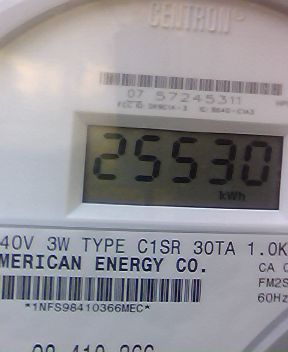 CENTRON®
07 57245311
25530
kWh
40V 3W TYPE C1SR 30TA 1.0K
MERICAN ENERGY CO.
CA
FM2S
60Hz
*1NFS98410366MEC*